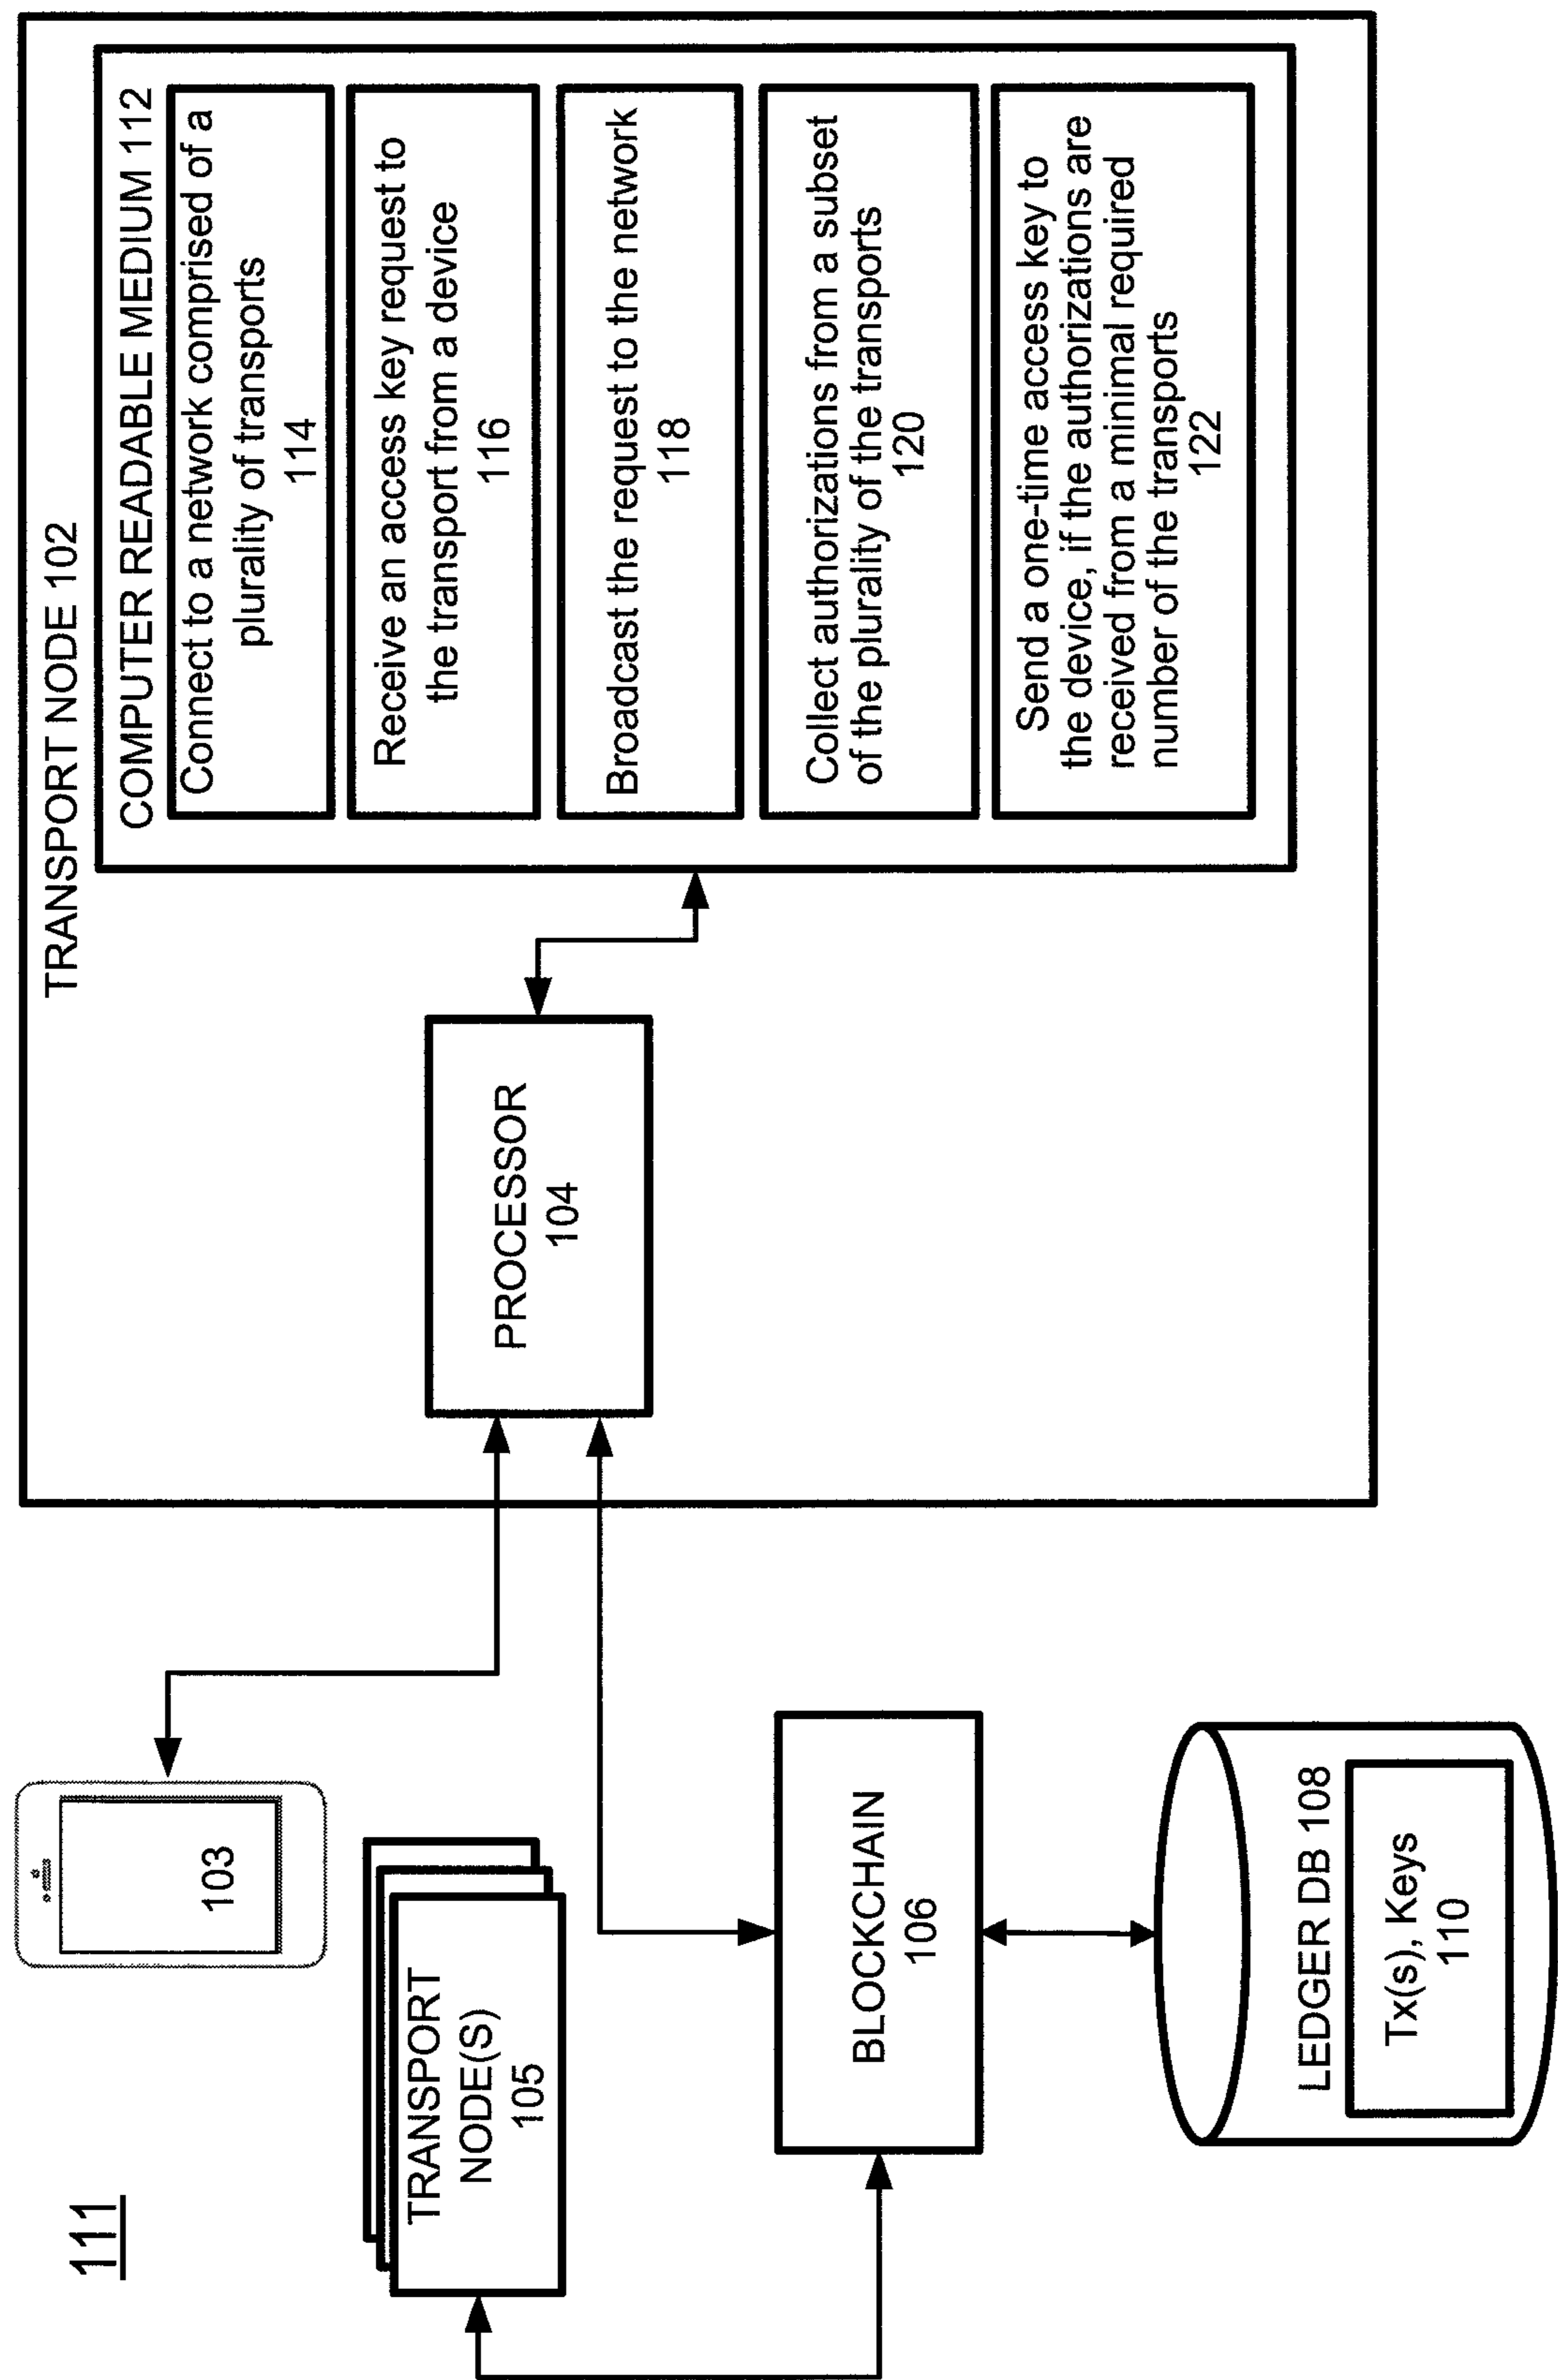 111
103
TRANSPORT
NODE(S)
105
BLOCKCHAIN
106
LEDGER DB 108
Tx(s), Keys
110
TRANSPORT NODE 102
PROCESSOR
104
COMPUTER READABLE MEDIUM 112
Connect to a network comprised of a
plurality of transports
114
Receive an access key request to
the transport from a device
116
Broadcast the request to the network
118
Collect authorizations from a subset
of the plurality of the transports
120
Send a one-time access key to
the device, if the authorizations are
received from a minimal required
number of the transports
122